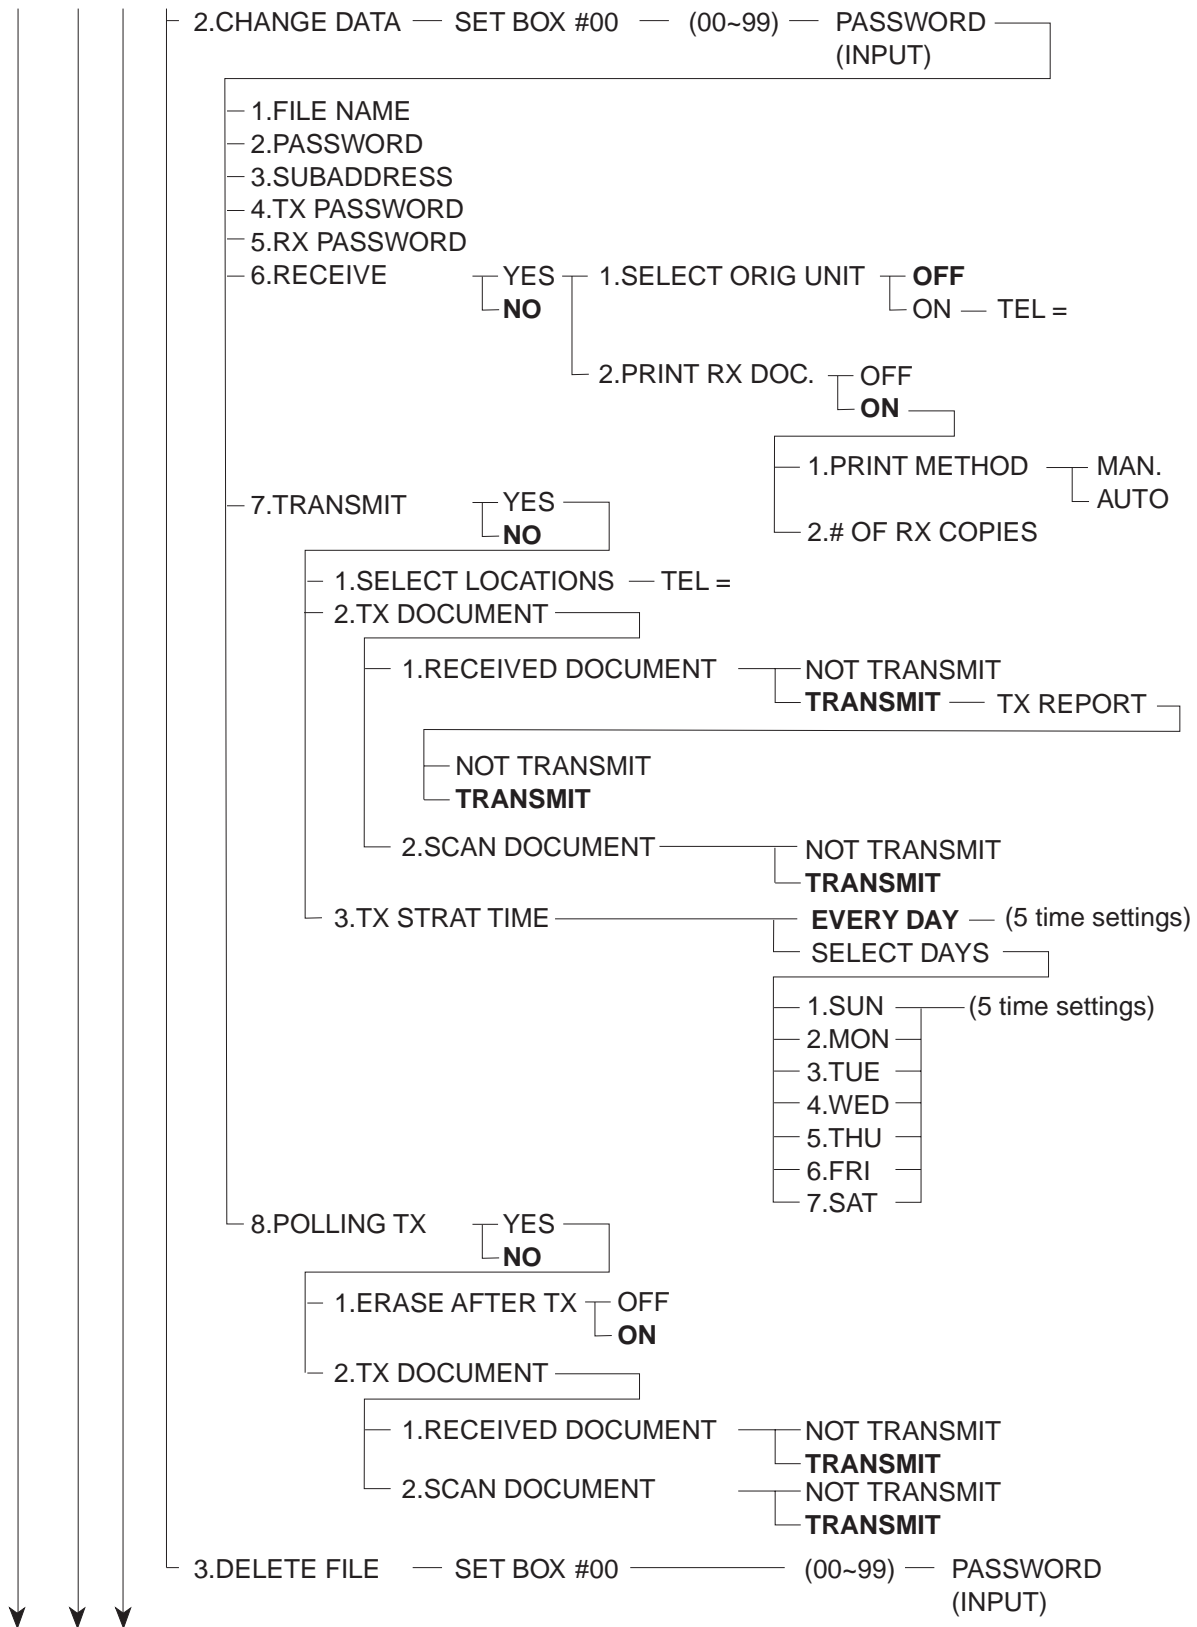 2.CHANGE DATA SET BOX #00 (00~99) PASSWORD
(INPUT)
1.FILE NAME
2.PASSWORD
3.SUBADDRESS
4.TX PASSWORD
5.RX PASSWORD
6.RECEIVE YES 1.SELECT ORIG UNIT OFF
NO ON TEL =
2.PRINT RX DOC. OFF
ON
1.PRINT METHOD MAN.
AUTO
7.TRANSMIT YES
NO 2.# OF RX COPIES
1.SELECT LOCATIONS TEL =
2.TX DOCUMENT
1.RECEIVED DOCUMENT NOT TRANSMIT
TRANSMIT TX REPORT
NOT TRANSMIT
TRANSMIT
2.SCAN DOCUMENT NOT TRANSMIT
TRANSMIT
3.TX STRAT TIME EVERY DAY (5 time settings)
SELECT DAYS
1.SUN (5 time settings)
2.MON
3.TUE
4.WED
5.THU
6.FRI
7.SAT
8.POLLING TX YES
NO
1.ERASE AFTER TX OFF
ON
2.TX DOCUMENT
1.RECEIVED DOCUMENT NOT TRANSMIT
TRANSMIT
2.SCAN DOCUMENT NOT TRANSMIT
TRANSMIT
3.DELETE FILE SET BOX #00 (00~99) PASSWORD
(INPUT)